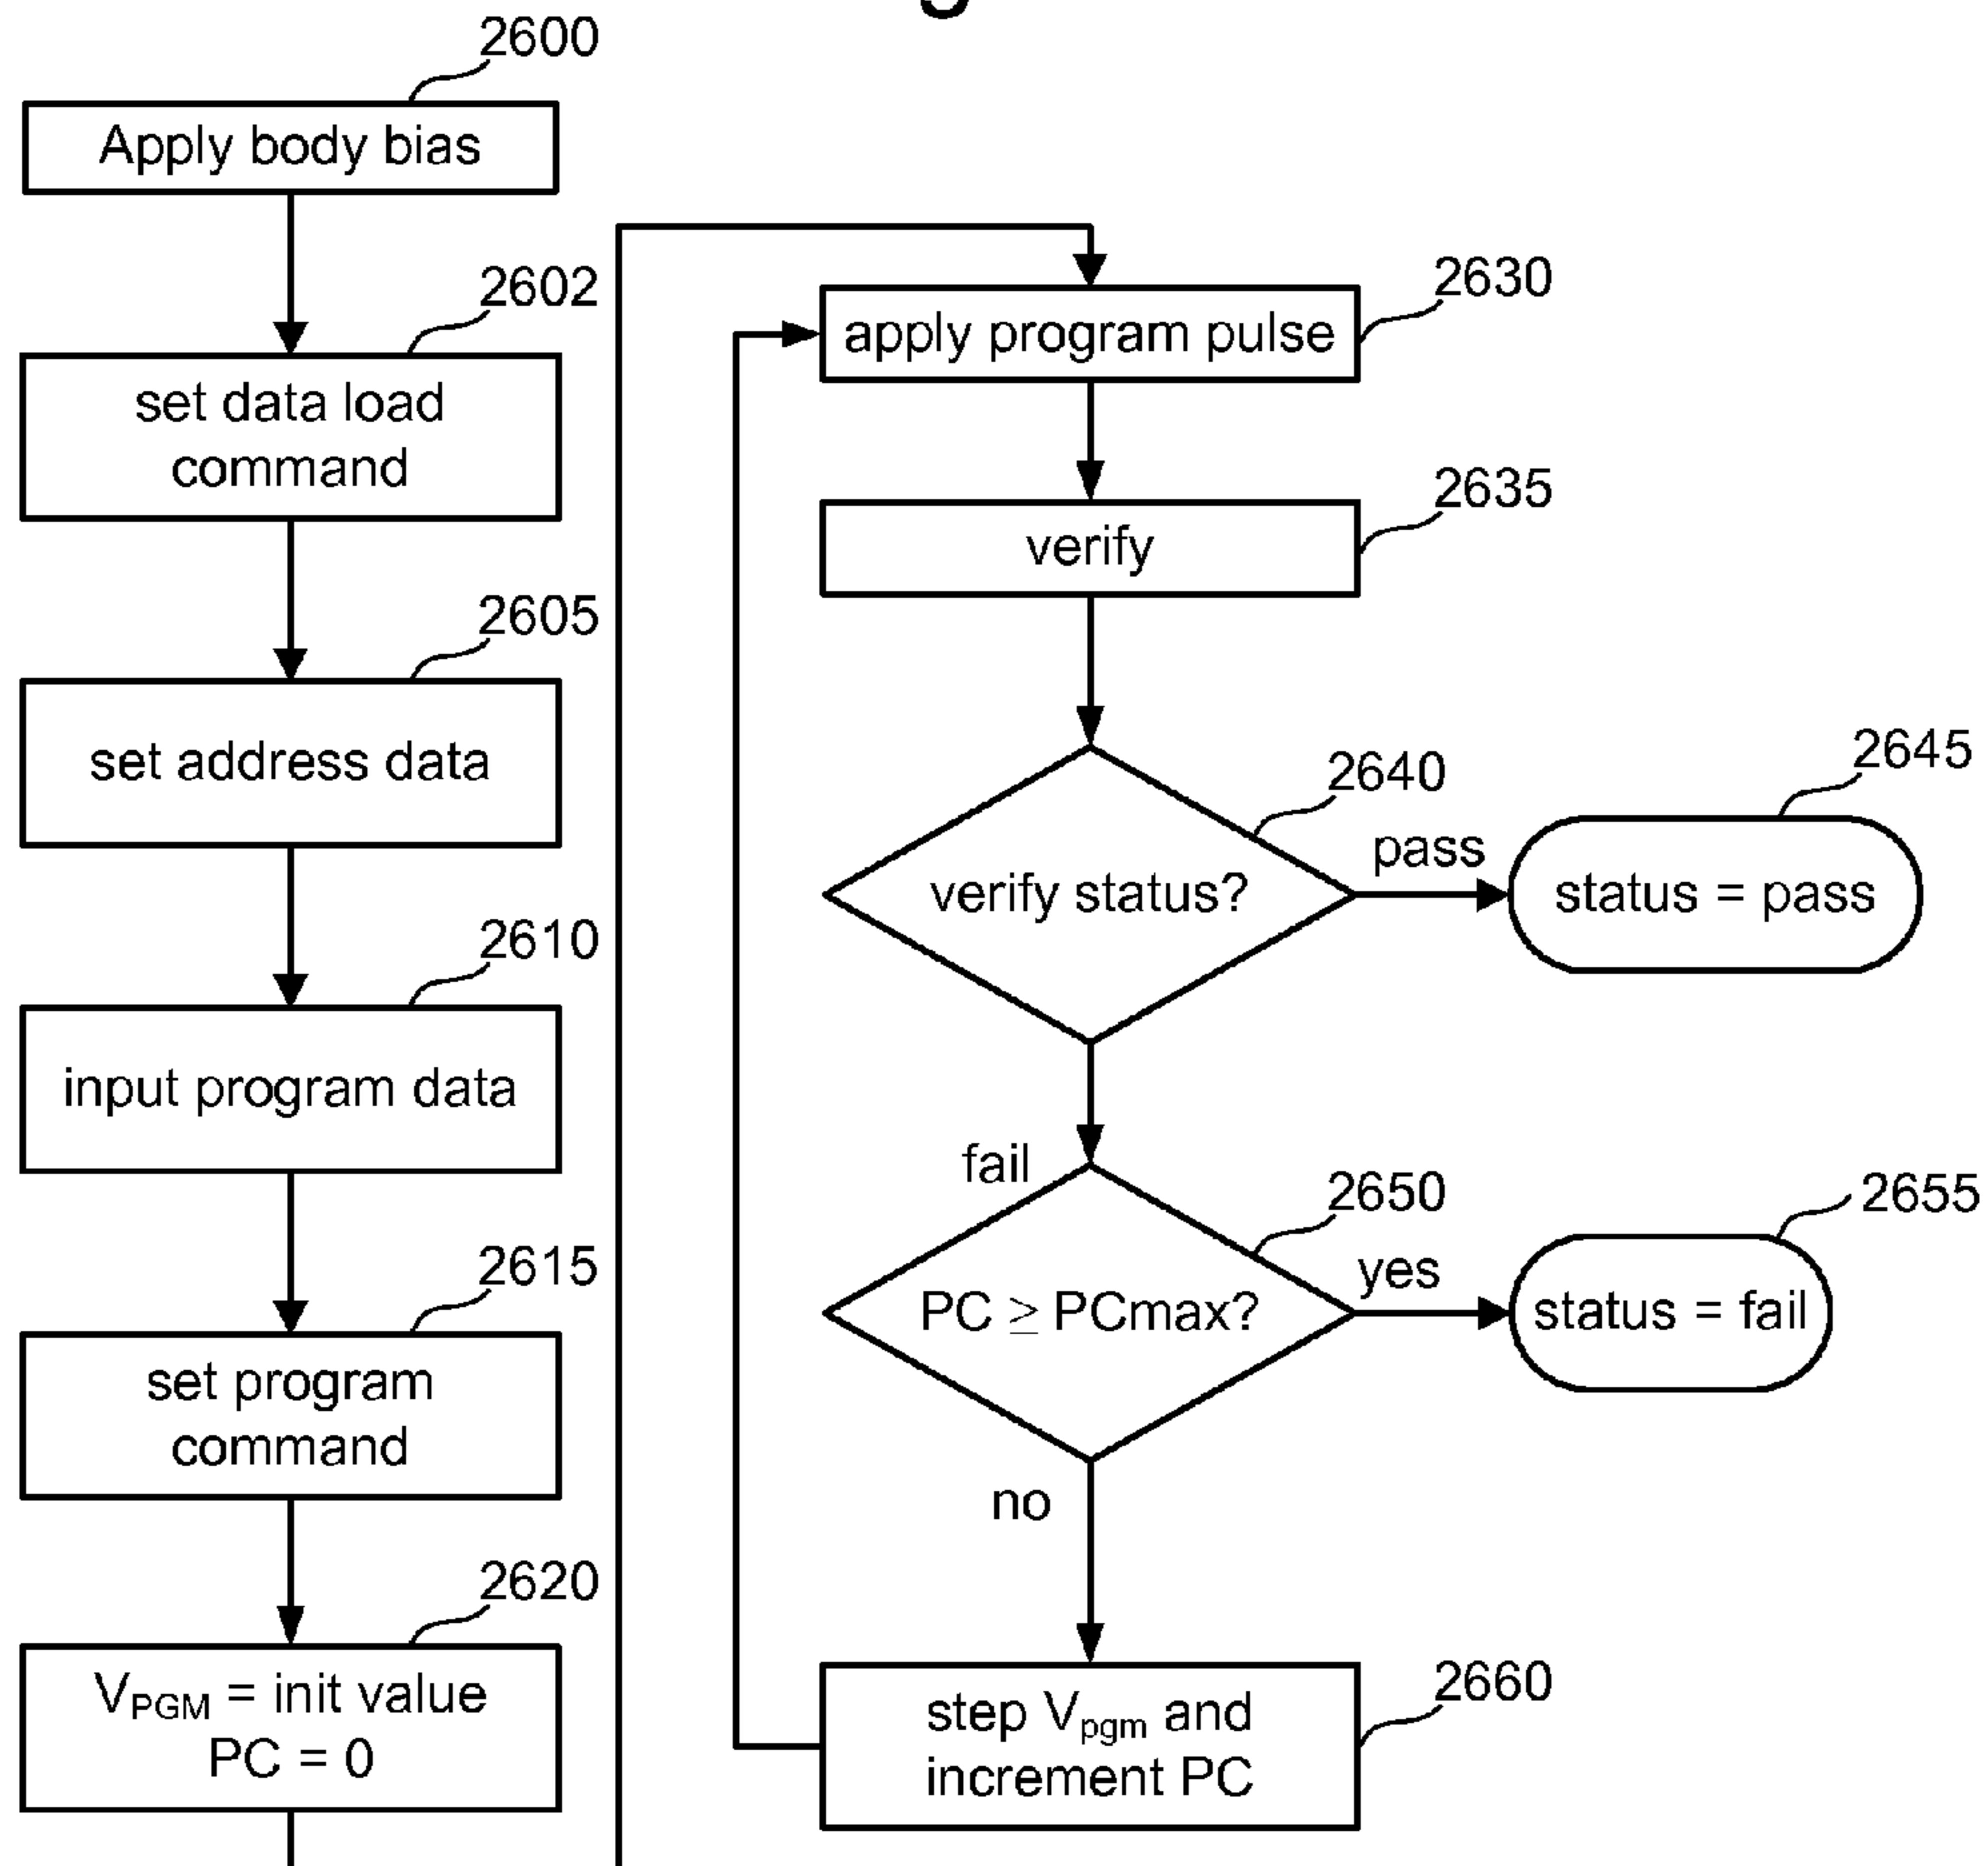 2600
Apply body bias
2602
set data load
command
2605
set address data
2610
input program data
2615
set program
command
2620
V_PGM = init value
PC = 0
2630
apply program pulse
2635
verify
2640
verify status?
pass
2645
status = pass
fail
2650
PC ≥ PCmax?
yes
2655
status = fail
no
2660
step V_pgm and
increment PC